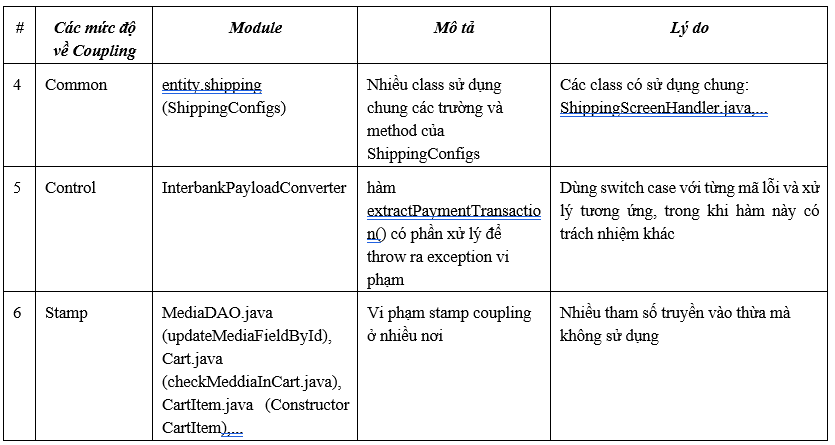 # Các mức độ về Coupling Module Mô tả Lý do
4 Common entity.shipping (ShippingConfigs) Nhiều class sử dụng chung các trường và method của ShippingConfigs Các class có sử dụng chung: ShippingScreenHandler.java,...
5 Control InterbankPayloadConverter hàm extractPaymentTransaction() có phần xử lý để throw ra exception vi phạm Dùng switch case với từng mã lỗi và xử lý tương ứng, trong khi hàm này có trách nhiệm khác
6 Stamp MediaDAO.java (updateMediaFieldById), Cart.java (checkMeddiaInCart.java), CartItem.java (Constructor CartItem),... Vi phạm stamp coupling ở nhiều nơi Nhiều tham số truyền vào thừa mà không sử dụng